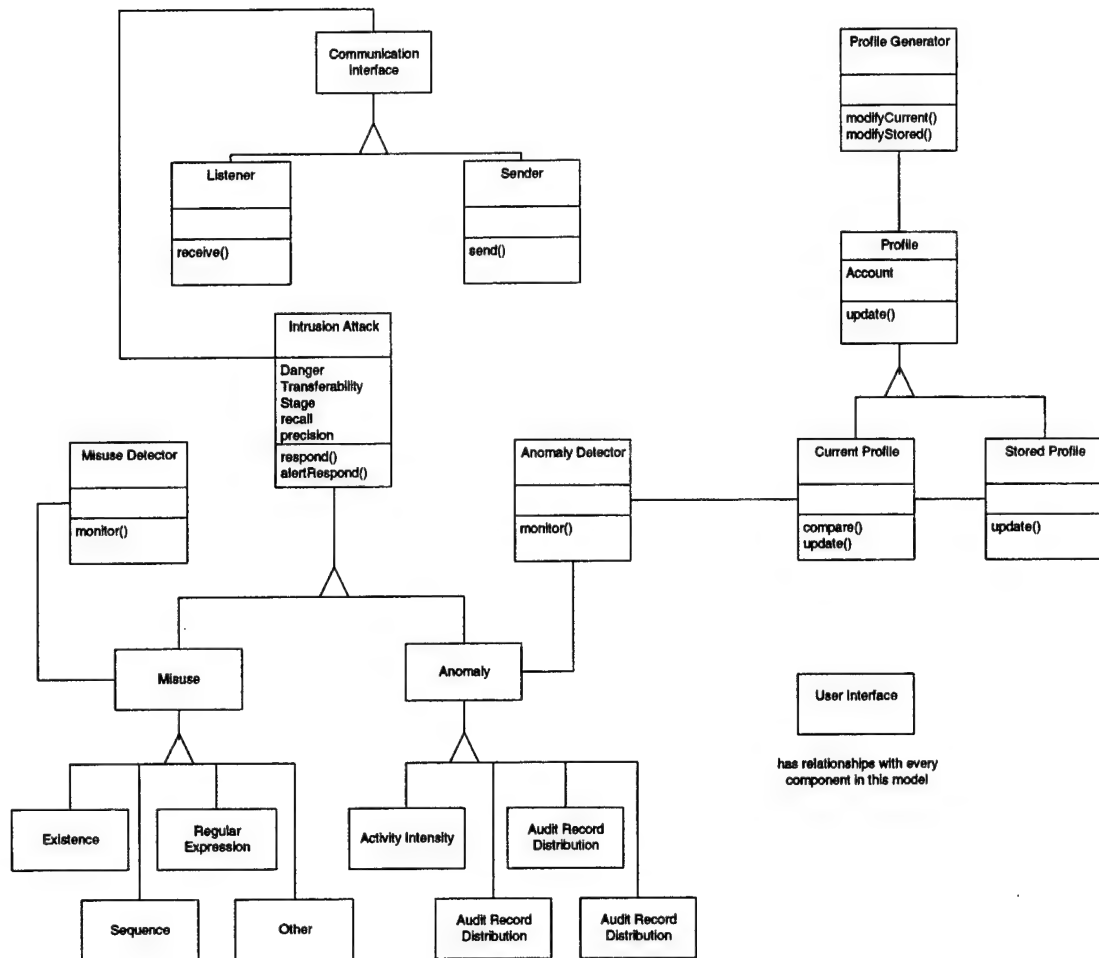 Communication
Interface
Profile Generator
modifyCurrent()
modifyStored()
Listener
receive()
Sender
send()
Profile
Account
update()
Intrusion Attack
Danger
Transferability
Stage
recall
precision
respond()
alertRespond()
Misuse Detector
monitor()
Anomaly Detector
monitor()
Current Profile
compare()
update()
Stored Profile
update()
Misuse
Anomaly
User Interface
has relationships with every
component in this model
Existence
Regular
Expression
Activity Intensity
Audit Record
Distribution
Sequence
Other
Audit Record
Distribution
Audit Record
Distribution